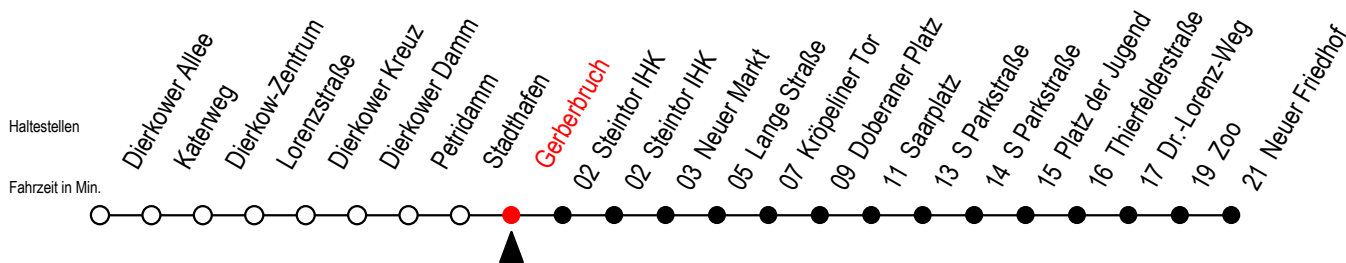 Haltestellen
Dierkower Allee
Katerweg
Dierkow-Zentrum
Lorenzstraße
Dierkower Kreuz
Dierkower Damm
Petridamm
Stadthafen
Gerberbruch
02 Steintor IHK
02 Steintor IHK
03 Neuer Markt
05 Lange Straße
07 Kröpeliner Tor
09 Doberaner Platz
11 Saarplatz
13 S Parkstraße
14 S Parkstraße
15 Platz der Jugend
16 Thierfelderstraße
17 Dr.-Lorenz-Weg
19 Zoo
21 Neuer Friedhof
Fahrzeit in Min.